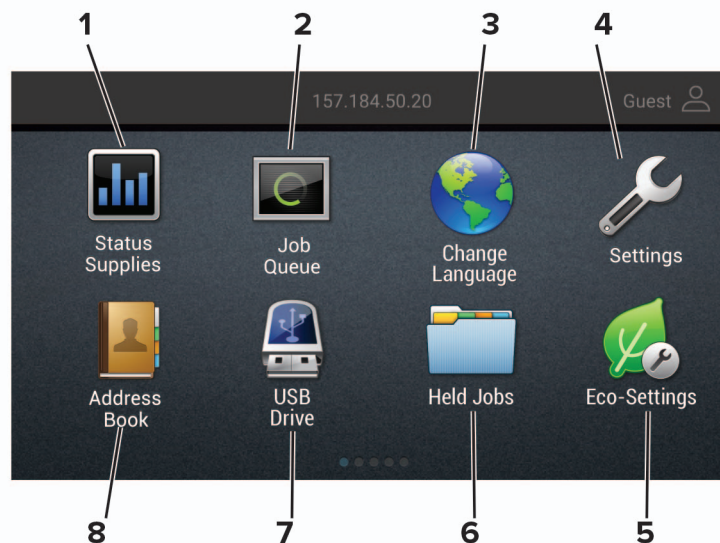 1 2 3 4
157.184.50.20 Guest
Status Supplies
Job Queue
Change Language
Settings
Address Book
USB Drive
Held Jobs
Eco-Settings
8 7 6 5